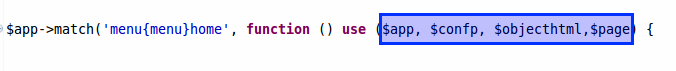 $app->match('menu{menu}home', function () use ($app, $confp, $objecthtml,$page) {